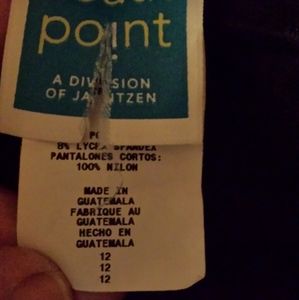 point
A DIVISION
OF JANTZEN
8% LYCRA SPANDEX
PANTALONES CORTOS:
100% NILON
MADE IN
GUATEMALA
FABRIQUE AU
GUATEMALA
HECHO EN
GUATEMALA
12
12
12